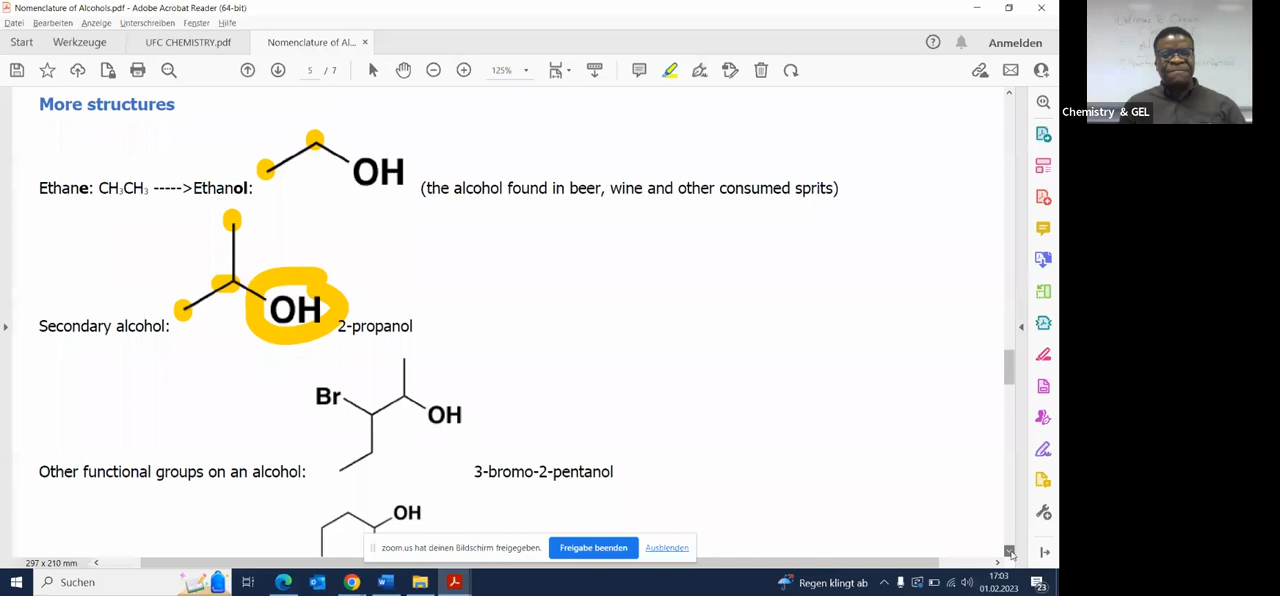 Nomenclature of Alcohols.pdf - Adobe Acrobat Reader (64-bit)
Datei Bearbeiten Anzeige Unterschreiben Fenster Hilfe
Start Werkzeuge UFC CHEMISTRY.pdf Nomenclature of Al... × Anmelden
5 / 7 125%
More structures
OH
Ethane: CH₃CH₃ ----->Ethanol: (the alcohol found in beer, wine and other consumed sprits)
OH
Secondary alcohol: 2-propanol
Br
OH
Other functional groups on an alcohol: 3-bromo-2-pentanol
OH
zoom.us hat deinen Bildschirm freigegeben. Freigabe beenden Ausblenden
297 x 210 mm
Suchen
Regen klingt ab
17:03
01.02.2023
23
Chemistry & GEL